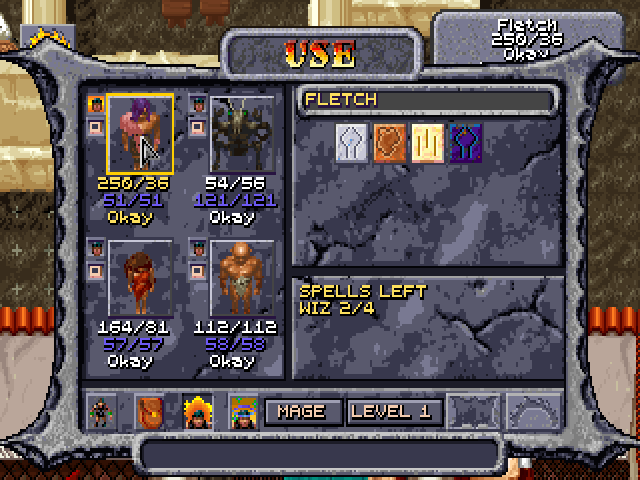 Fletch
250/36
Okay
USE
FLETCH
250/36
51/51
Okay
54/56
121/121
Okay
SPELLS LEFT
WIZ 2/4
164/81
57/57
Okay
112/112
58/58
Okay
MAGE
LEVEL 1